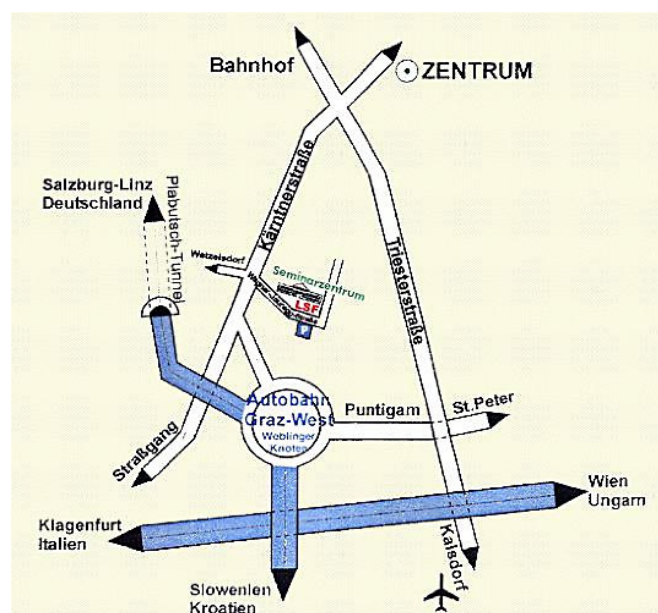 Bahnhof
ZENTRUM
Kärntnerstraße
Salzburg-Linz
Deutschland
Plabutsch-Tunnel
Triesterstraße
Wetzelsdorf
Seminarzentrum
LSF
P
Autobahn
Graz-West
Weblinger
Knoten
Puntigam
St.Peter
Straßgang
Wien
Ungarn
Klagenfurt
Italien
Kalsdorf
Slowenien
Kroatien